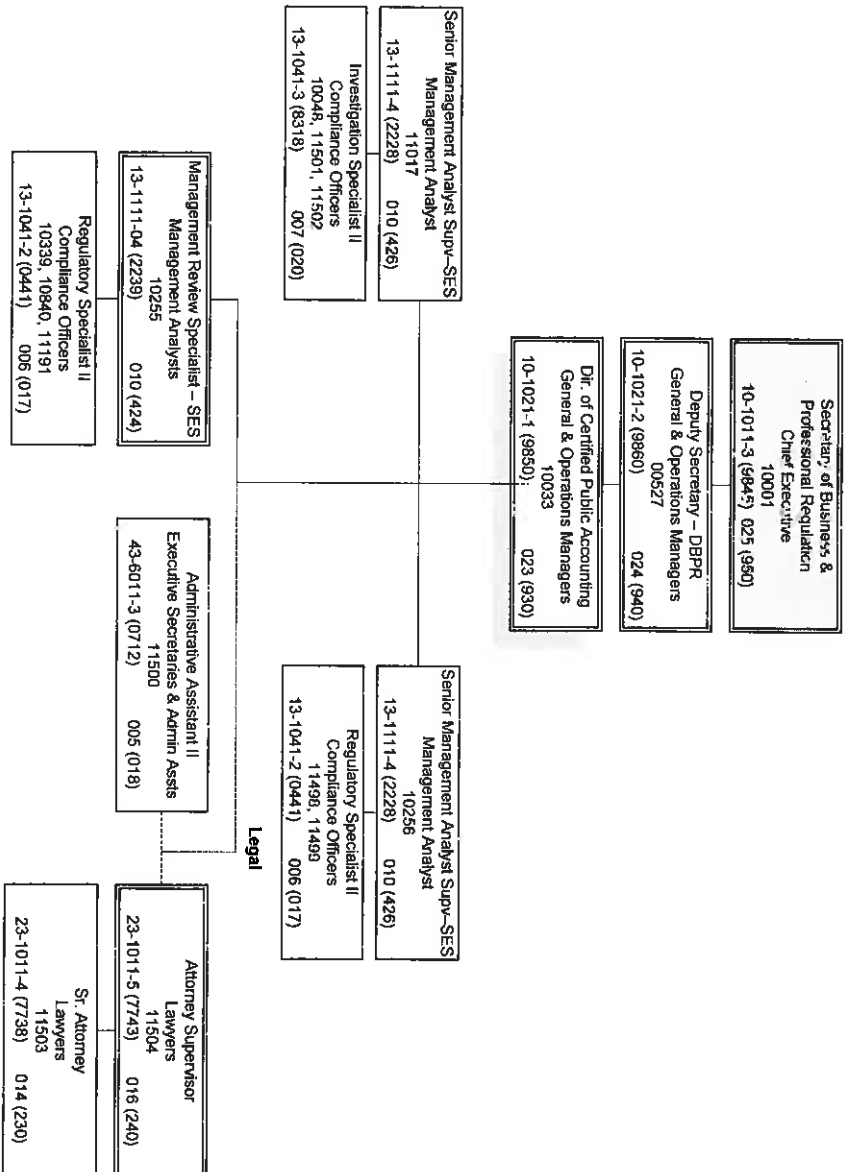 Secretary of Business &
Professional Regulation
Chief Executive
10001
10-1011-3 (9845) 025 (950)
Deputy Secretary – DBPR
General & Operations Managers
00527
10-1021-2 (9860) 024 (940)
Dir. of Certified Public Accounting
General & Operations Managers
10033
10-1021-1 (9850) 023 (930)
Senior Management Analyst Supv–SES
Management Analyst
11017
13-1111-4 (2228) 010 (426)
Investigation Specialist II
Compliance Officers
10048, 11501, 11502
13-1041-3 (8318) 007 (020)
Senior Management Analyst Supv–SES
Management Analyst
10256
13-1111-4 (2228) 010 (426)
Regulatory Specialist II
Compliance Officers
11498, 11499
13-1041-2 (0441) 006 (017)
Management Review Specialist – SES
Management Analysts
10255
13-1111-04 (2239) 010 (424)
Regulatory Specialist II
Compliance Officers
10339, 10840, 11191
13-1041-2 (0441) 006 (017)
Administrative Assistant II
Executive Secretaries & Admin Assts
11500
43-6011-3 (0712) 005 (018)
Legal
Attorney Supervisor
Lawyers
11504
23-1011-5 (7743) 016 (240)
Sr. Attorney
Lawyers
11503
23-1011-4 (7738) 014 (230)